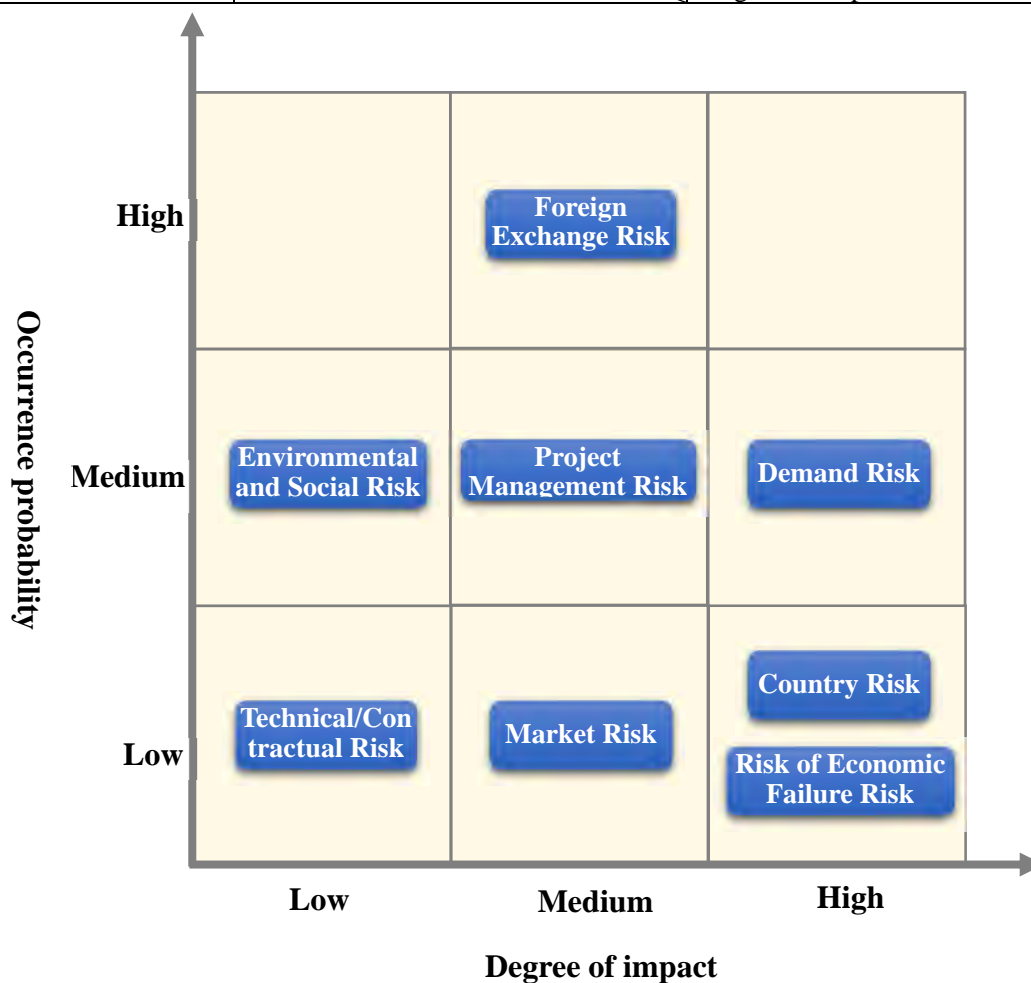 High
Foreign
Exchange Risk
Occurrence probability
Medium
Environmental
and Social Risk
Project
Management Risk
Demand Risk
Low
Technical/Con
tractual Risk
Market Risk
Country Risk
Risk of Economic
Failure Risk
Low
Medium
High
Degree of impact